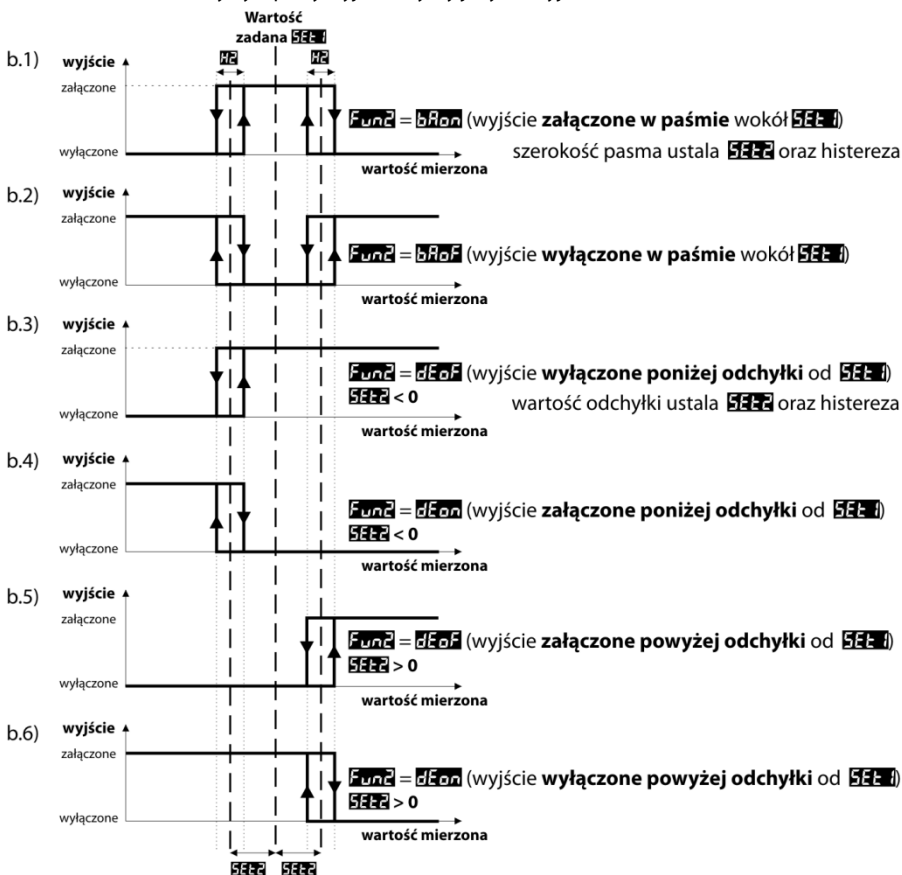 Wartość
zadana SEt1
H2 H2
b.1) wyjście
załączone
Fun2 = bAon (wyjście załączone w paśmie wokół SEt1)
wyłączone
szerokość pasma ustala SEt2 oraz histereza
wartość mierzona
b.2) wyjście
załączone
Fun2 = bAoF (wyjście wyłączone w paśmie wokół SEt1)
wyłączone
wartość mierzona
b.3) wyjście
załączone
Fun2 = dEoF (wyjście wyłączone poniżej odchyłki od SEt1)
SEt2 < 0
wartość odchyłki ustala SEt2 oraz histereza
wyłączone
wartość mierzona
b.4) wyjście
załączone
Fun2 = dEon (wyjście załączone poniżej odchyłki od SEt1)
SEt2 < 0
wyłączone
wartość mierzona
b.5) wyjście
załączone
Fun2 = dEoF (wyjście załączone powyżej odchyłki od SEt1)
SEt2 > 0
wyłączone
wartość mierzona
b.6) wyjście
załączone
Fun2 = dEon (wyjście wyłączone powyżej odchyłki od SEt1)
SEt2 > 0
wyłączone
wartość mierzona
SEt2 SEt2